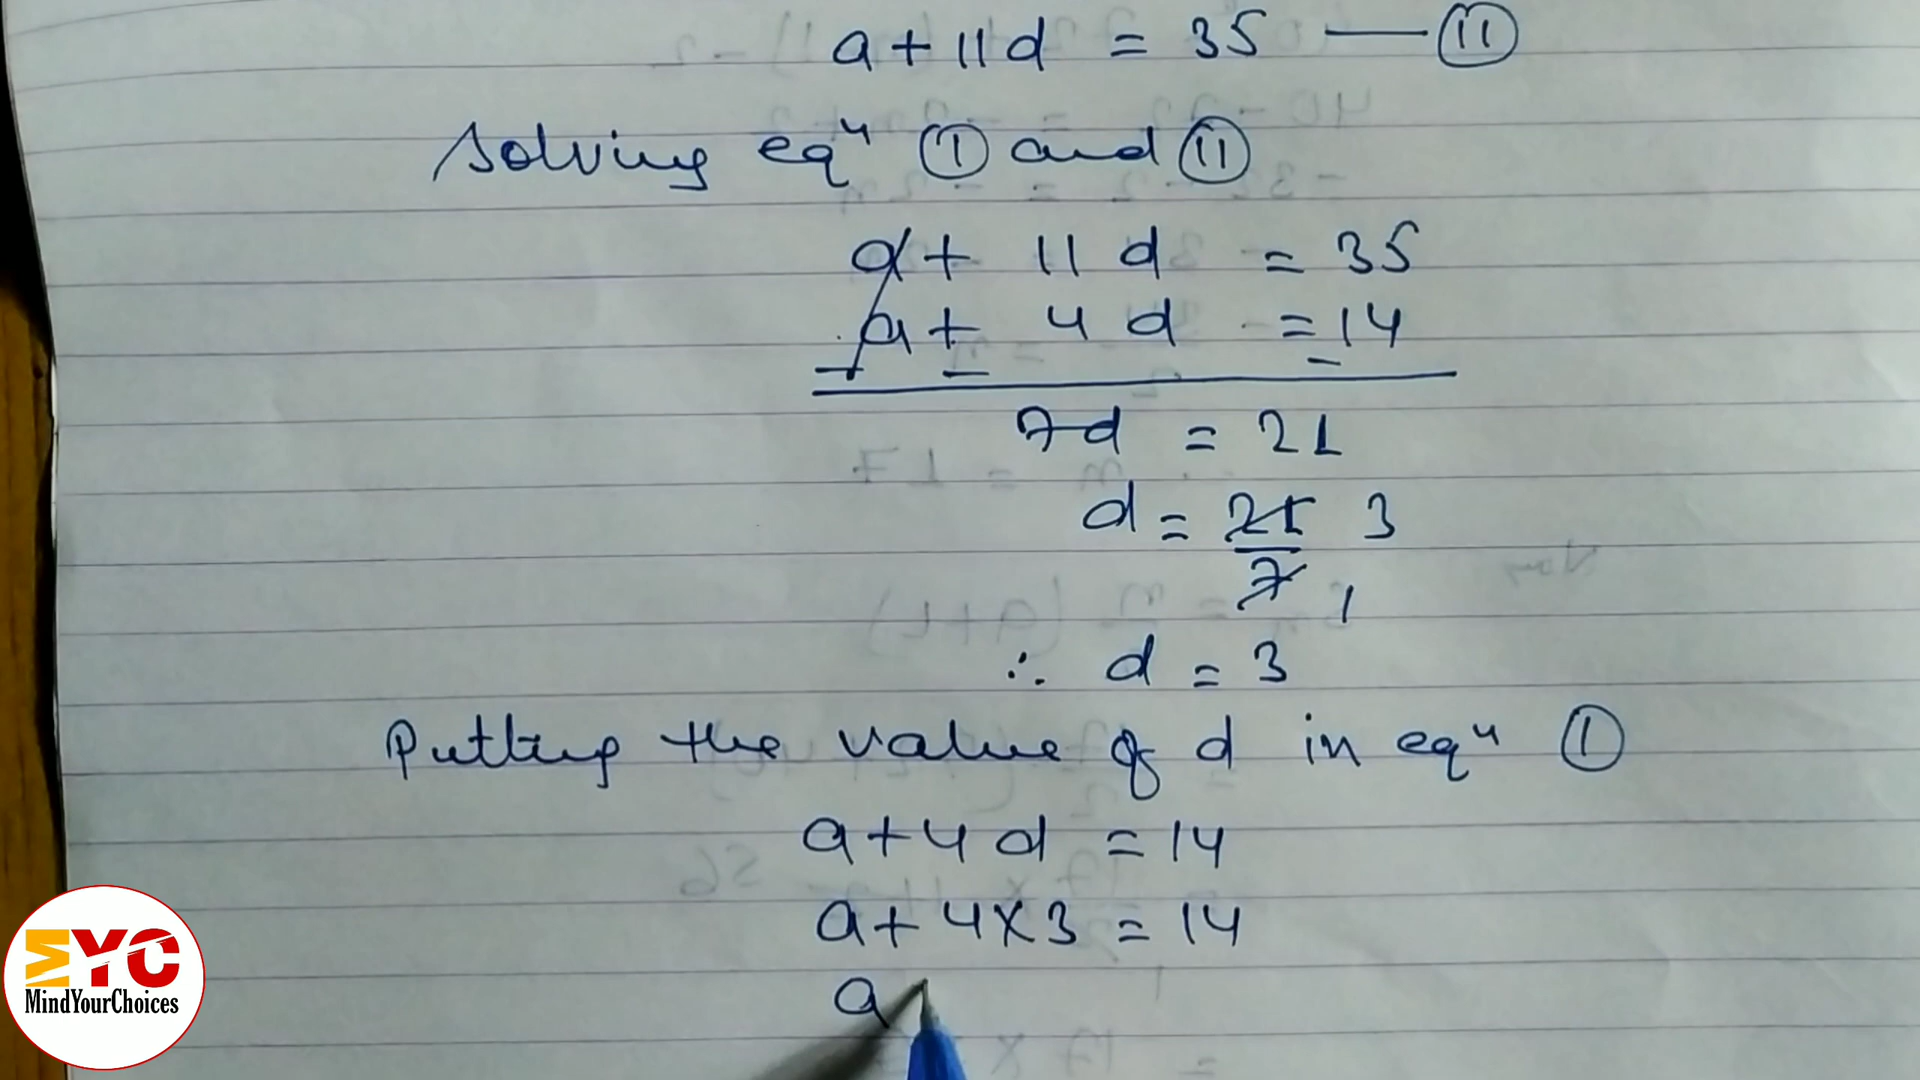 a + 11d = 35 — (II)
Solving eqⁿ (I) and (II)
a + 11 d = 35
a + 4 d = 14
- - -
7d = 21
d = 21 3
7 1
∴ d = 3
Putting the value of d in eqⁿ (I)
a + 4 d = 14
a + 4 × 3 = 14
a
MYC
MindYourChoices